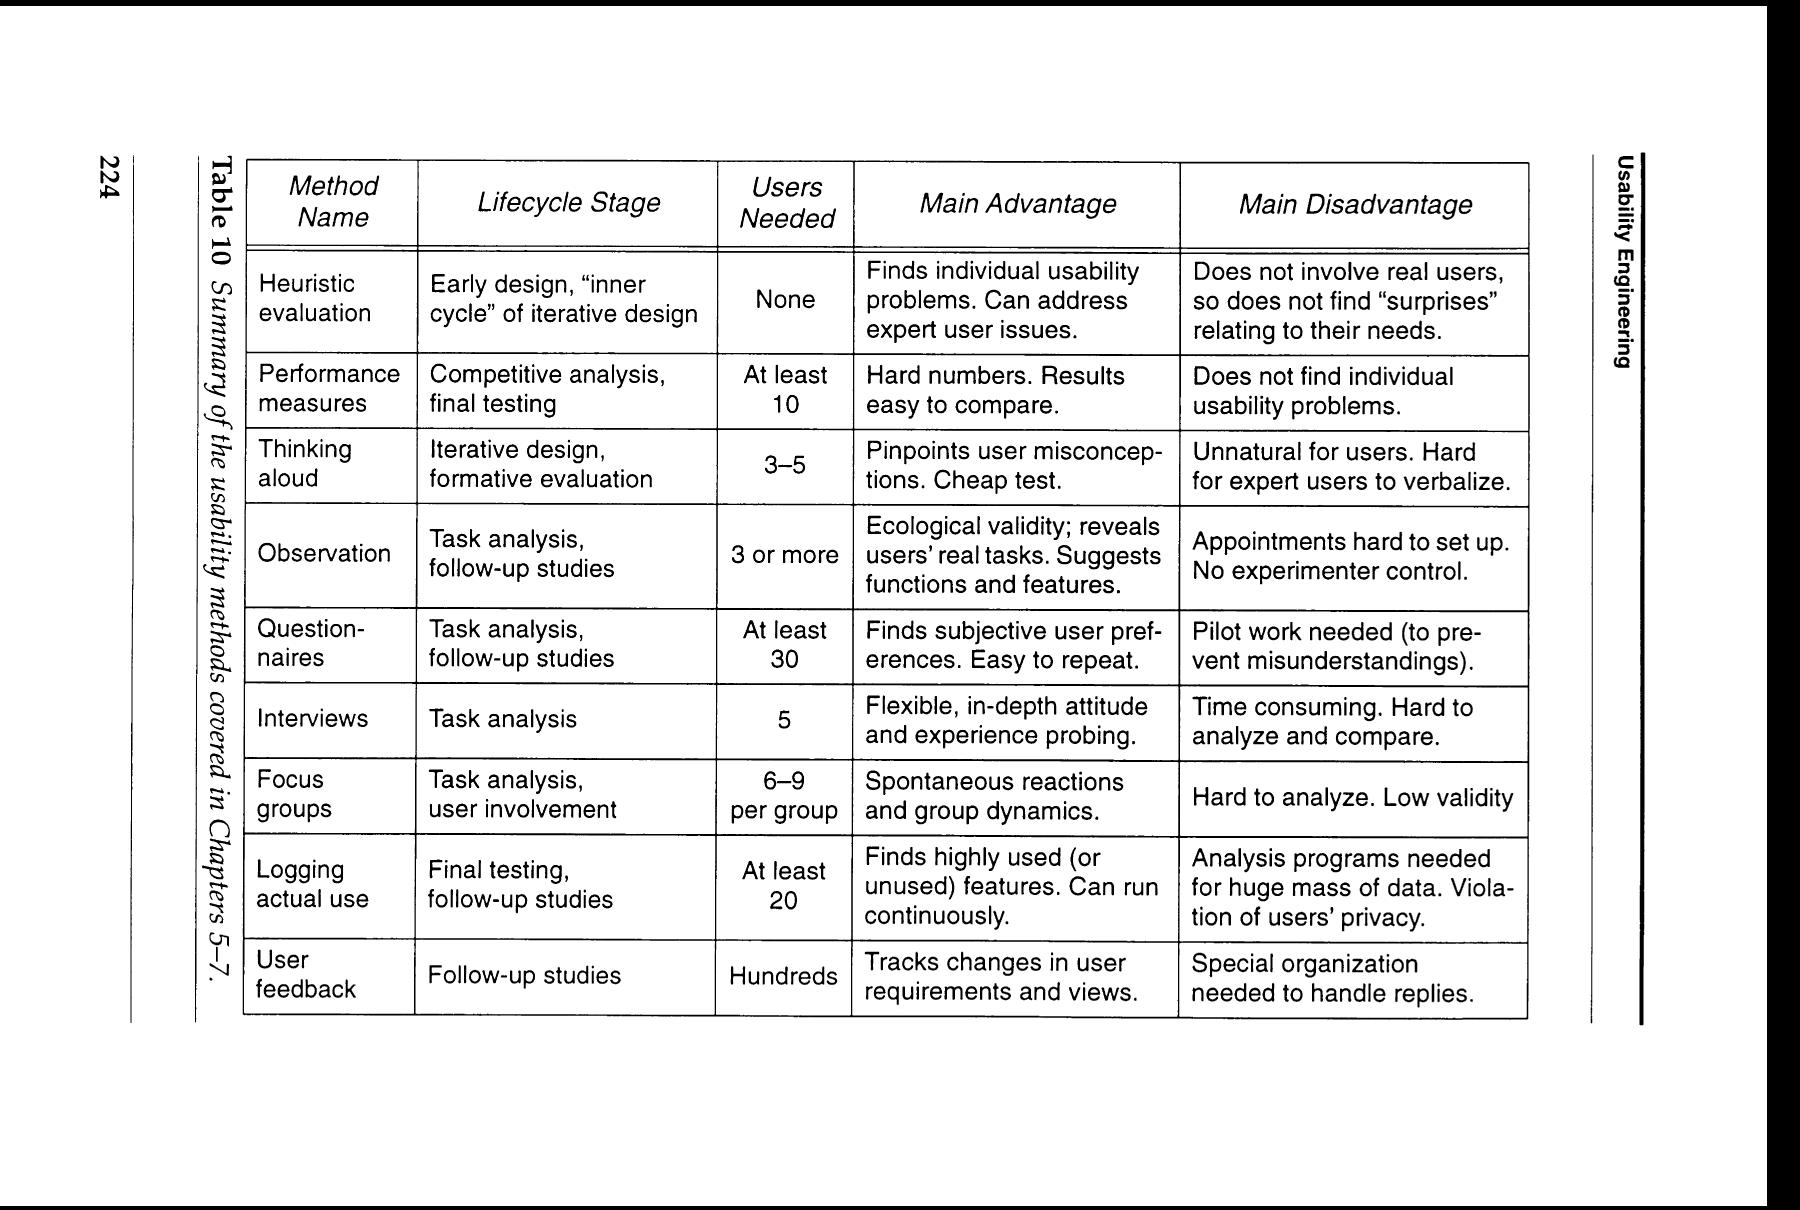 Usability Engineering
Method
Name
Lifecycle Stage
Users
Needed
Main Advantage
Main Disadvantage
Heuristic
evaluation
Early design, “inner
cycle” of iterative design
None
Finds individual usability
problems. Can address
expert user issues.
Does not involve real users,
so does not find “surprises”
relating to their needs.
Performance
measures
Competitive analysis,
final testing
At least
10
Hard numbers. Results
easy to compare.
Does not find individual
usability problems.
Thinking
aloud
Iterative design,
formative evaluation
3–5
Pinpoints user misconcep-
tions. Cheap test.
Unnatural for users. Hard
for expert users to verbalize.
Observation
Task analysis,
follow-up studies
3 or more
Ecological validity; reveals
users’ real tasks. Suggests
functions and features.
Appointments hard to set up.
No experimenter control.
Question-
naires
Task analysis,
follow-up studies
At least
30
Finds subjective user pref-
erences. Easy to repeat.
Pilot work needed (to pre-
vent misunderstandings).
Interviews
Task analysis
5
Flexible, in-depth attitude
and experience probing.
Time consuming. Hard to
analyze and compare.
Focus
groups
Task analysis,
user involvement
6–9
per group
Spontaneous reactions
and group dynamics.
Hard to analyze. Low validity
Logging
actual use
Final testing,
follow-up studies
At least
20
Finds highly used (or
unused) features. Can run
continuously.
Analysis programs needed
for huge mass of data. Viola-
tion of users’ privacy.
User
feedback
Follow-up studies
Hundreds
Tracks changes in user
requirements and views.
Special organization
needed to handle replies.
Table 10 Summary of the usability methods covered in Chapters 5–7.
224